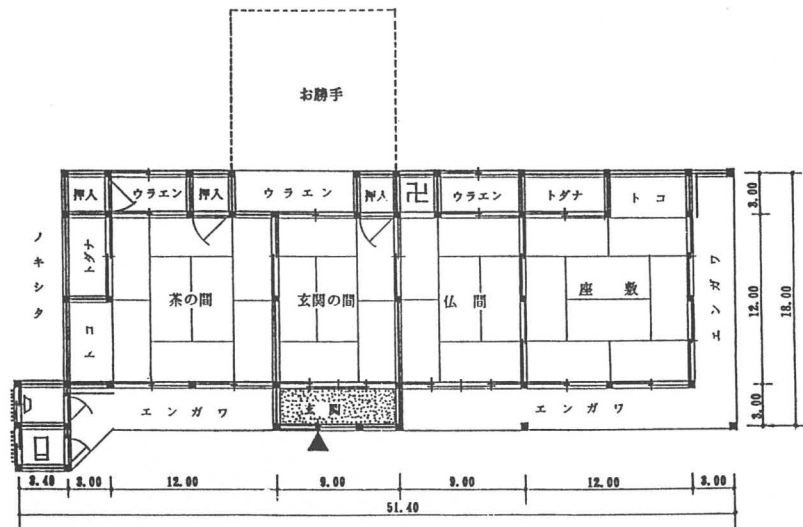 お勝手
押入
ウラエン
押入
ウラエン
押入
卍
ウラエン
トダナ
トコ
3.00
ノキシタ
トダナ
茶の間
玄関の間
仏間
座敷
エンガワ
12.00
18.00
トコ
エンガワ
玄関
エンガワ
3.00
3.40
3.00
12.00
9.00
9.00
12.00
3.00
51.40